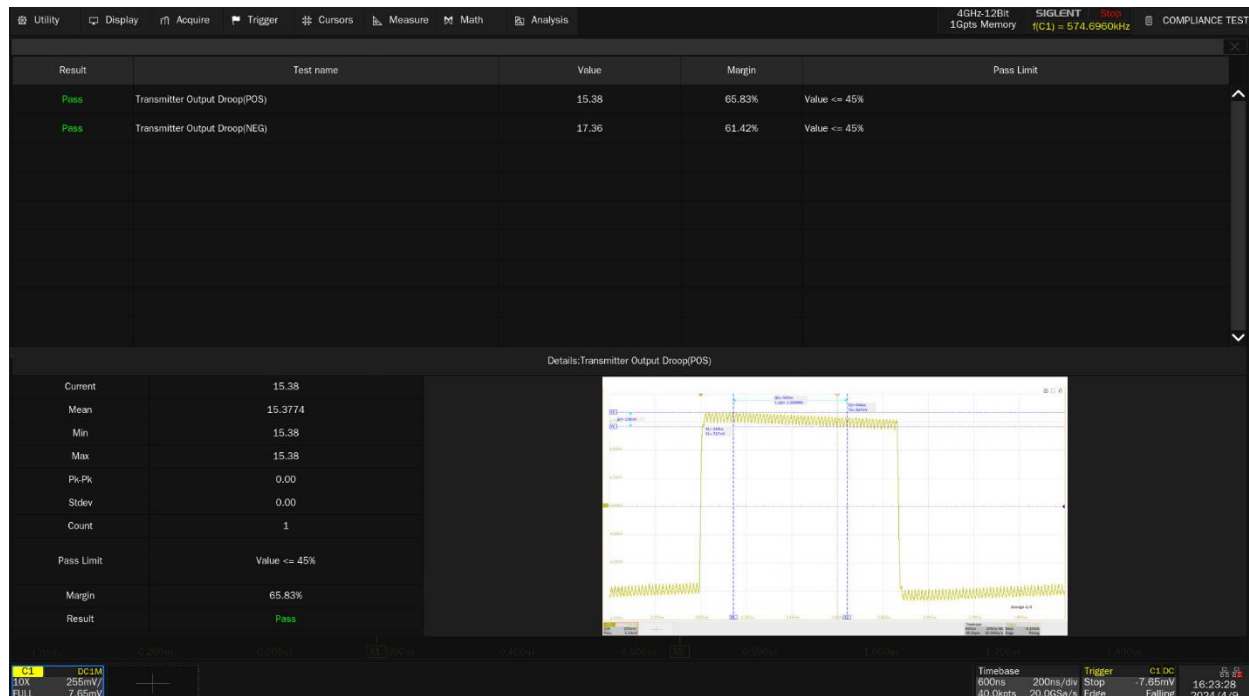 Utility Display Acquire Trigger Cursors Measure Math Analysis
4GHz-12Bit SIGLENT Stop
1Gpts Memory f(C1) = 574.6960kHz COMPLIANCE TEST
Result Test name Value Margin Pass Limit
Pass Transmitter Output Droop(POS) 15.38 65.83% Value <= 45%
Pass Transmitter Output Droop(NEG) 17.36 61.42% Value <= 45%
Details:Transmitter Output Droop(POS)
Current 15.38
Mean 15.3774
Min 15.38
Max 15.38
Pk-Pk 0.00
Stdev 0.00
Count 1
Pass Limit Value <= 45%
Margin 65.83%
Result Pass
C1 DC1M
10X 255mV/
FULL 7.65mV
Timebase
600ns 200ns/div
40.0kpts 20.0GSa/s
Trigger C1 DC
Stop -7.65mV
Edge Falling
16:23:28
2024/4/9